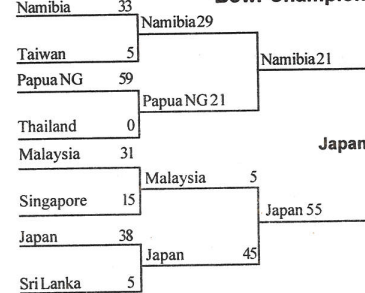 Namibia 33
Namibia 29
Taiwan 5
Namibia 21
Papua NG 59
Papua NG 21
Thailand 0
Japan
Malaysia 31
Malaysia 5
Singapore 15
Japan 55
Japan 38
Japan 45
Sri Lanka 5